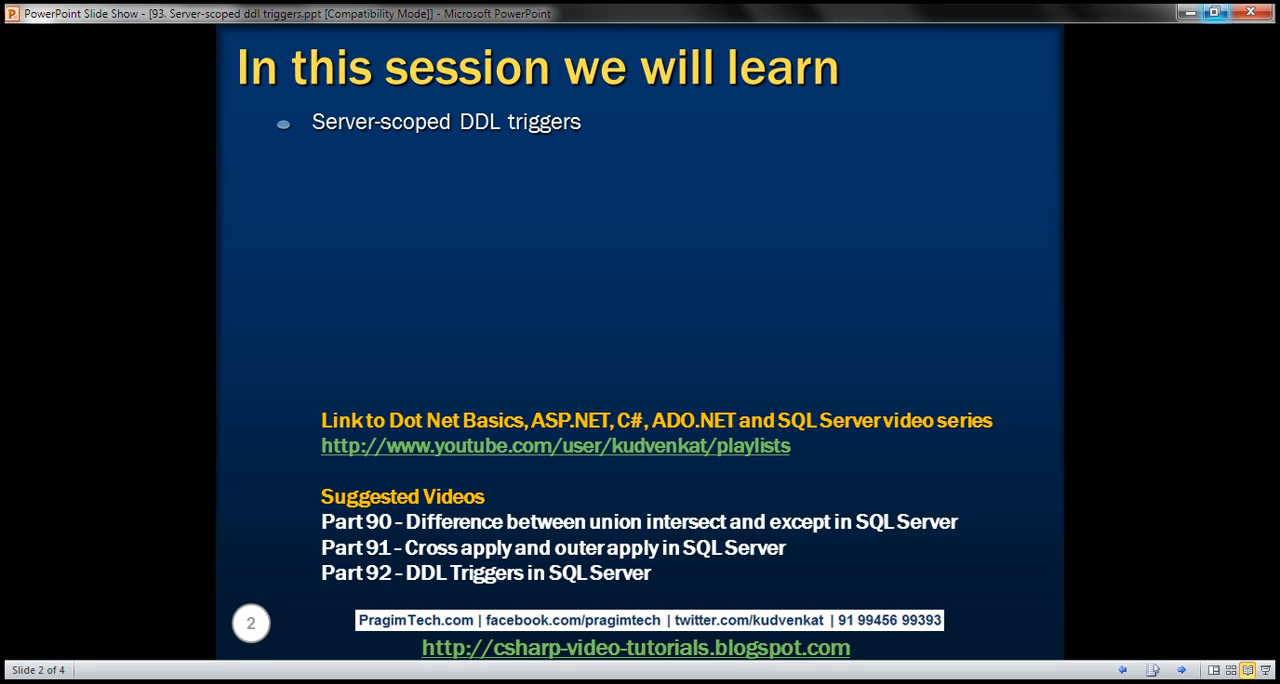 PowerPoint Slide Show - [93. Server-scoped ddl triggers.ppt [Compatibility Mode]] - Microsoft PowerPoint
In this session we will learn
Server-scoped DDL triggers
Link to Dot Net Basics, ASP.NET, C#, ADO.NET and SQL Server video series
http://www.youtube.com/user/kudvenkat/playlists
Suggested Videos
Part 90 - Difference between union intersect and except in SQL Server
Part 91 - Cross apply and outer apply in SQL Server
Part 92 - DDL Triggers in SQL Server
2
PragimTech.com | facebook.com/pragimtech | twitter.com/kudvenkat | 91 99456 99393
http://csharp-video-tutorials.blogspot.com
Slide 2 of 4